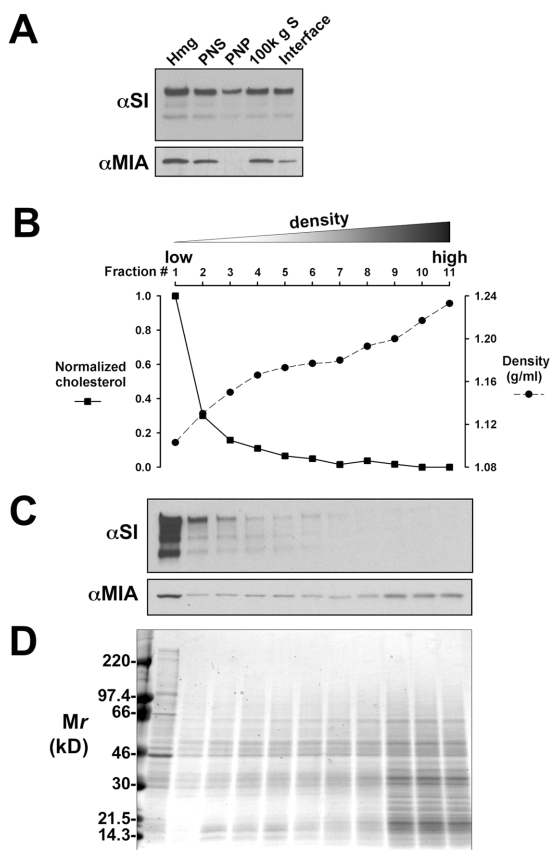 A
Hmg PNS PNP 100k g S Interface
αSI
αMIA
B
density
low high
Fraction # 1 2 3 4 5 6 7 8 9 10 11
1.0 1.24
0.8 1.20
Normalized cholesterol
0.6 1.16
Density (g/ml)
0.4
0.2 1.12
0.0 1.08
C
αSI
αMIA
D
220-
97.4-
66-
Mr (kD)
46-
30-
21.5-
14.3-